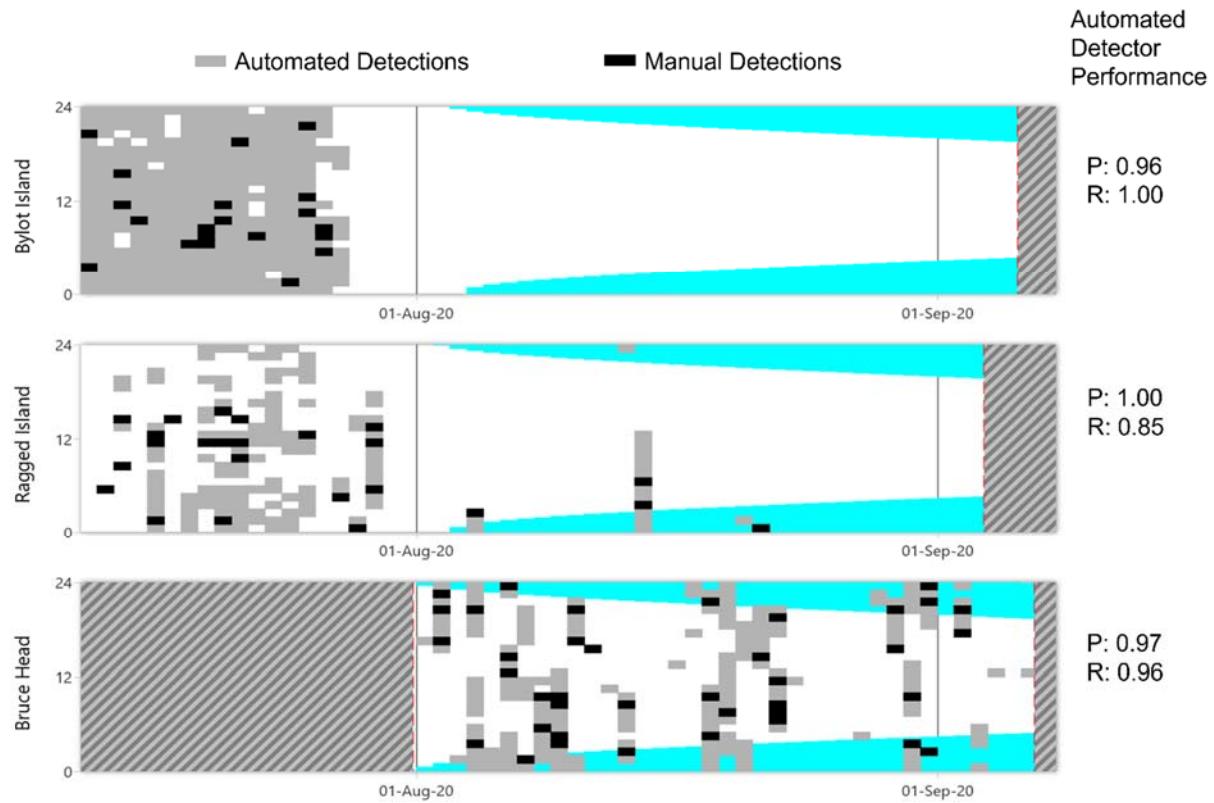 Automated
Detector
Performance
Automated Detections
Manual Detections
24
12
0
Bylot Island
01-Aug-20
01-Sep-20
P: 0.96
R: 1.00
24
12
0
Ragged Island
01-Aug-20
01-Sep-20
P: 1.00
R: 0.85
24
12
0
Bruce Head
01-Aug-20
01-Sep-20
P: 0.97
R: 0.96